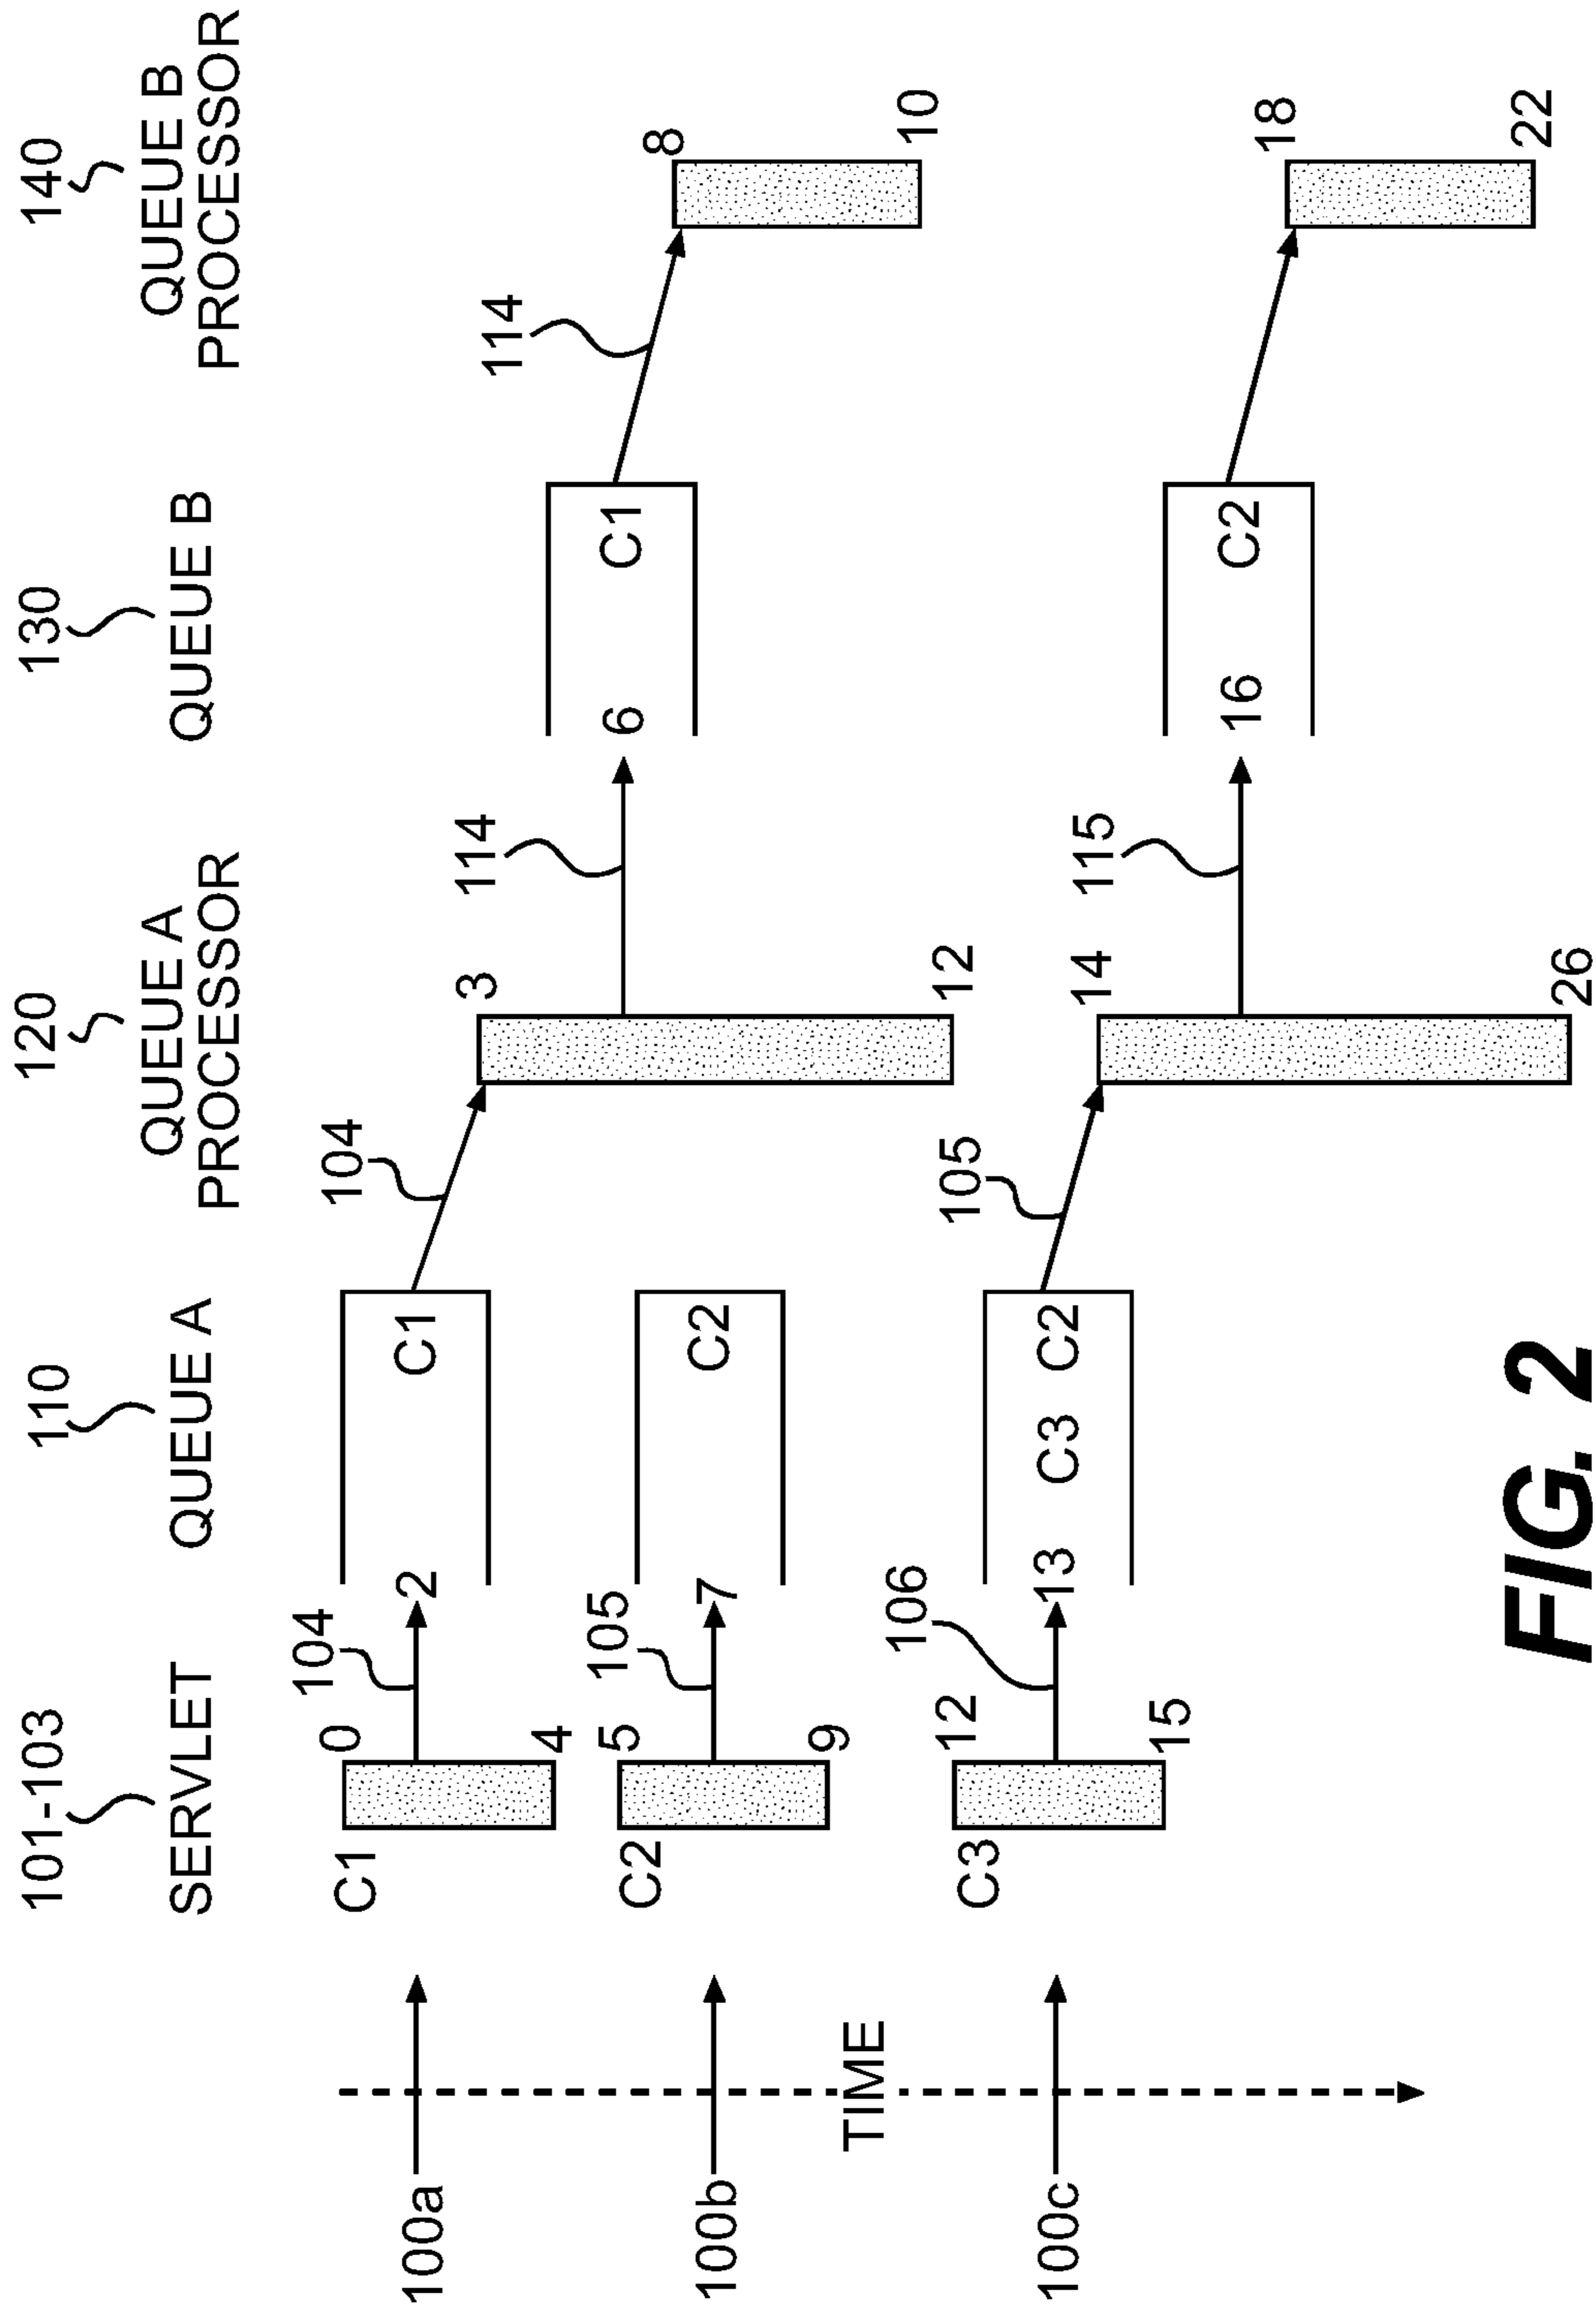 101-103 110 120 130 140
SERVLET QUEUE A QUEUE A PROCESSOR QUEUE B QUEUE B PROCESSOR
100a
C1 0 104 2 C1 104 3
4
114 6 C1 114 8
100b
C2 5 105 7 C2
9
10
12
TIME
100c
C3 12 106 13 C3 C2 105 14
15
115 16 C2 18
22
26
FIG. 2